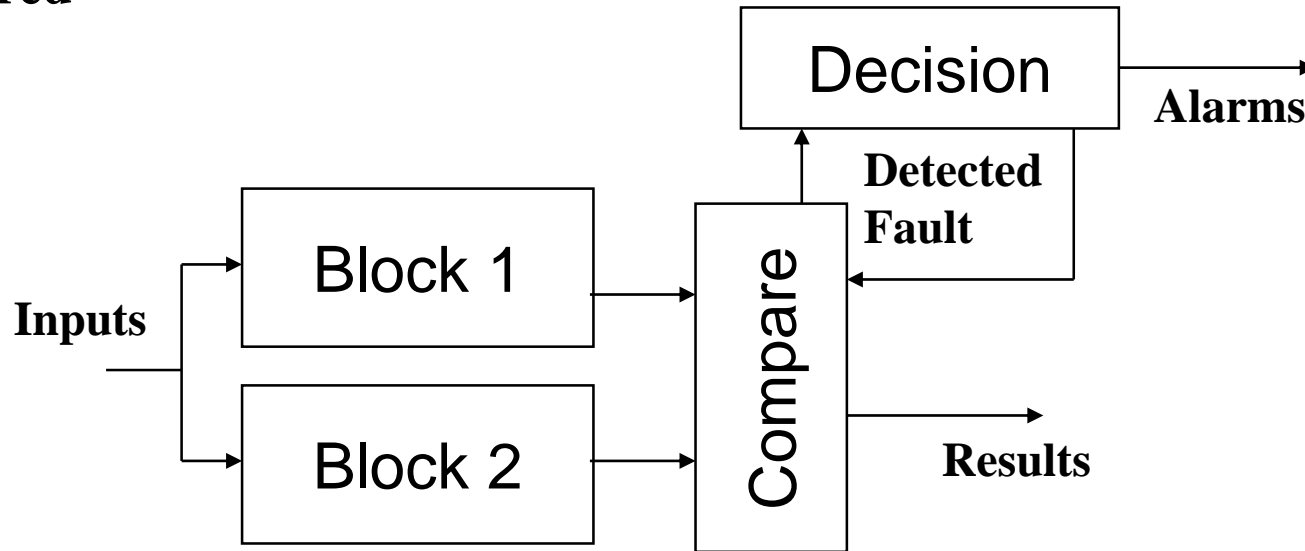 Decision
Alarms
Detected
Fault
Block 1
Inputs
Compare
Block 2
Results